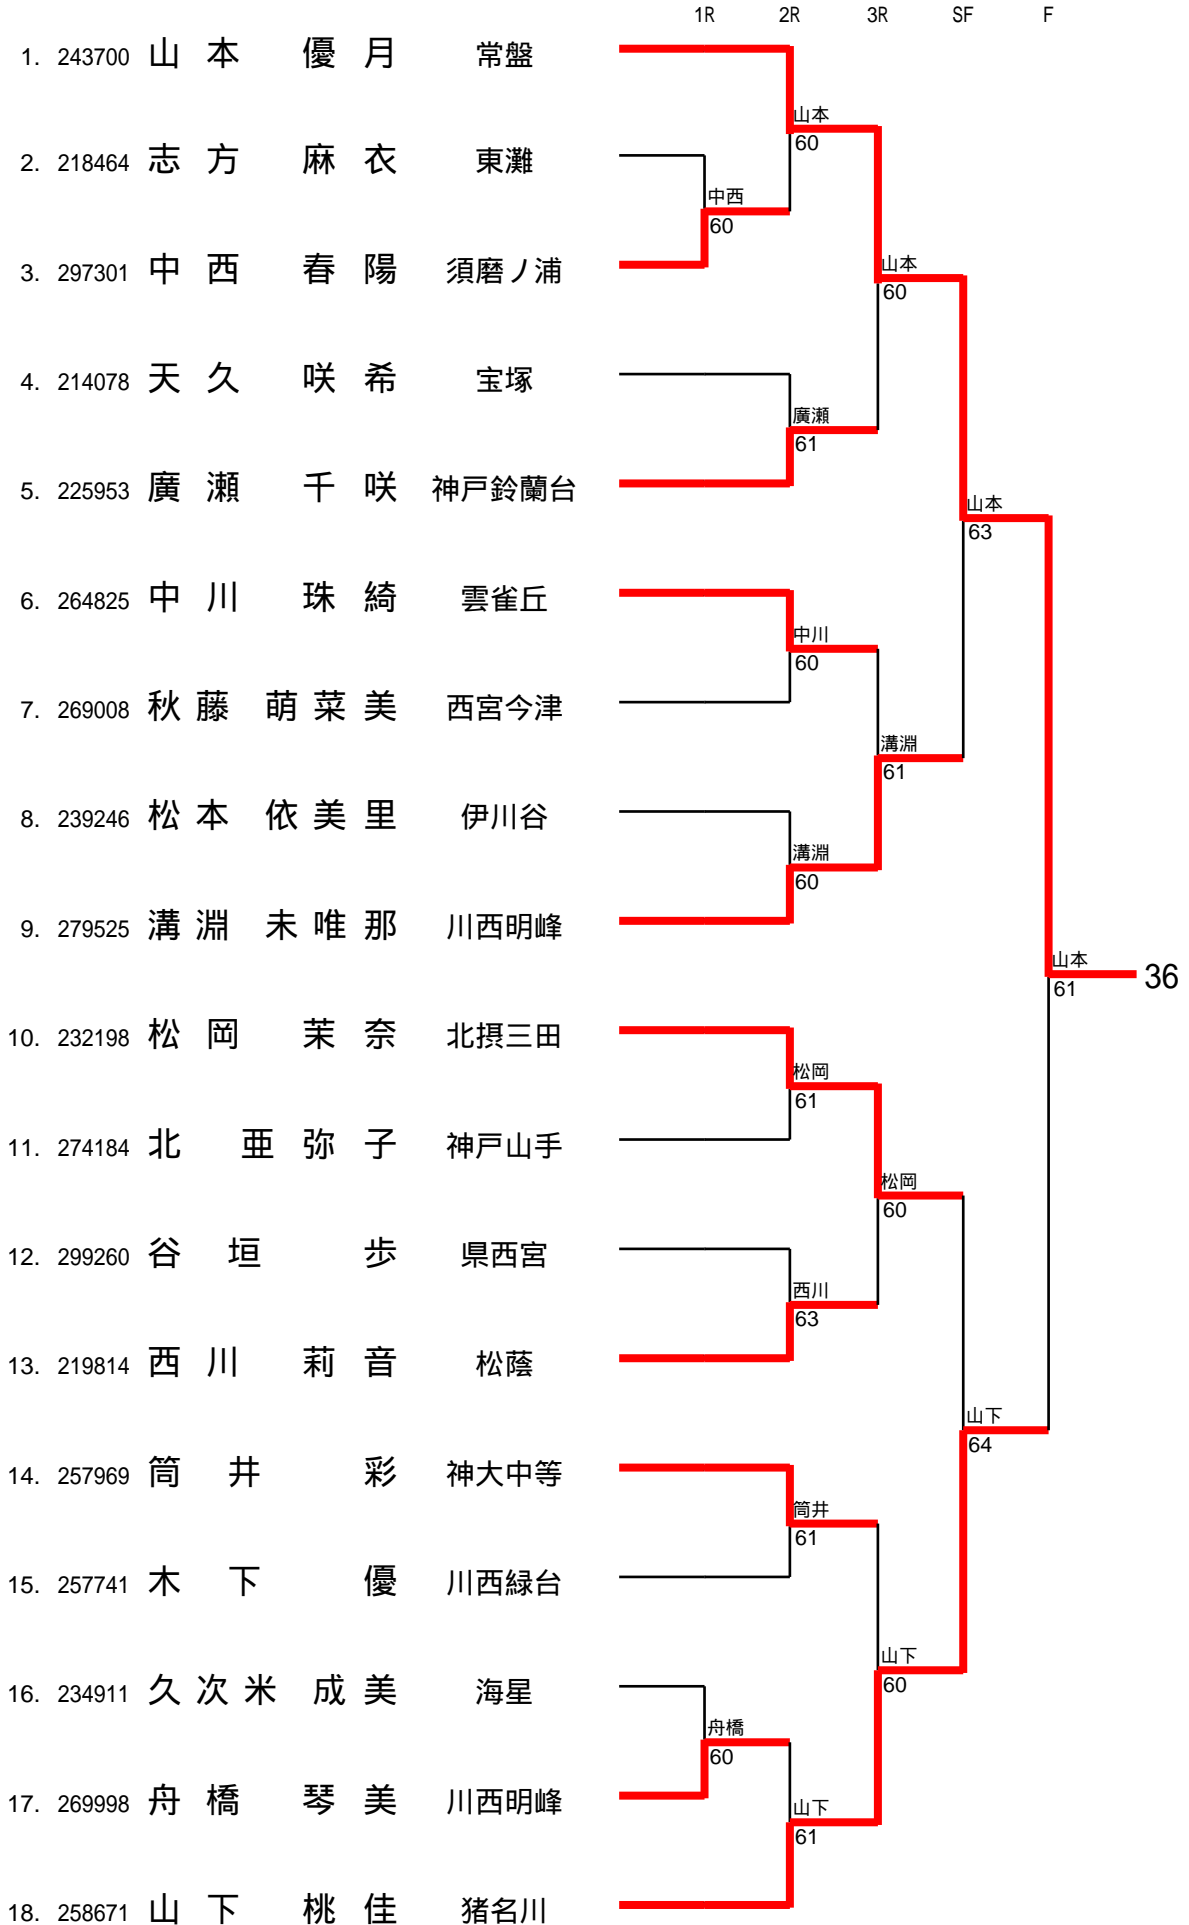 1R 2R 3R SF F
1. 243700 山本 優月 常盤
山本
60
2. 218464 志方 麻衣 東灘
中西
60
3. 297301 中西 春陽 須磨ノ浦
山本
60
4. 214078 天久 咲希 宝塚
廣瀬
61
5. 225953 廣瀬 千咲 神戸鈴蘭台
山本
63
6. 264825 中川 珠綺 雲雀丘
中川
60
7. 269008 秋藤 萌菜美 西宮今津
溝淵
61
8. 239246 松本 依美里 伊川谷
溝淵
60
9. 279525 溝淵 未唯那 川西明峰
山本
61 36
10. 232198 松岡 茉奈 北摂三田
松岡
61
11. 274184 北 亜弥子 神戸山手
松岡
60
12. 299260 谷垣 歩 県西宮
西川
63
13. 219814 西川 莉音 松蔭
山下
64
14. 257969 筒井 彩 神大中等
筒井
61
15. 257741 木下 優 川西緑台
山下
60
16. 234911 久次米 成美 海星
舟橋
60
17. 269998 舟橋 琴美 川西明峰
山下
61
18. 258671 山下 桃佳 猪名川